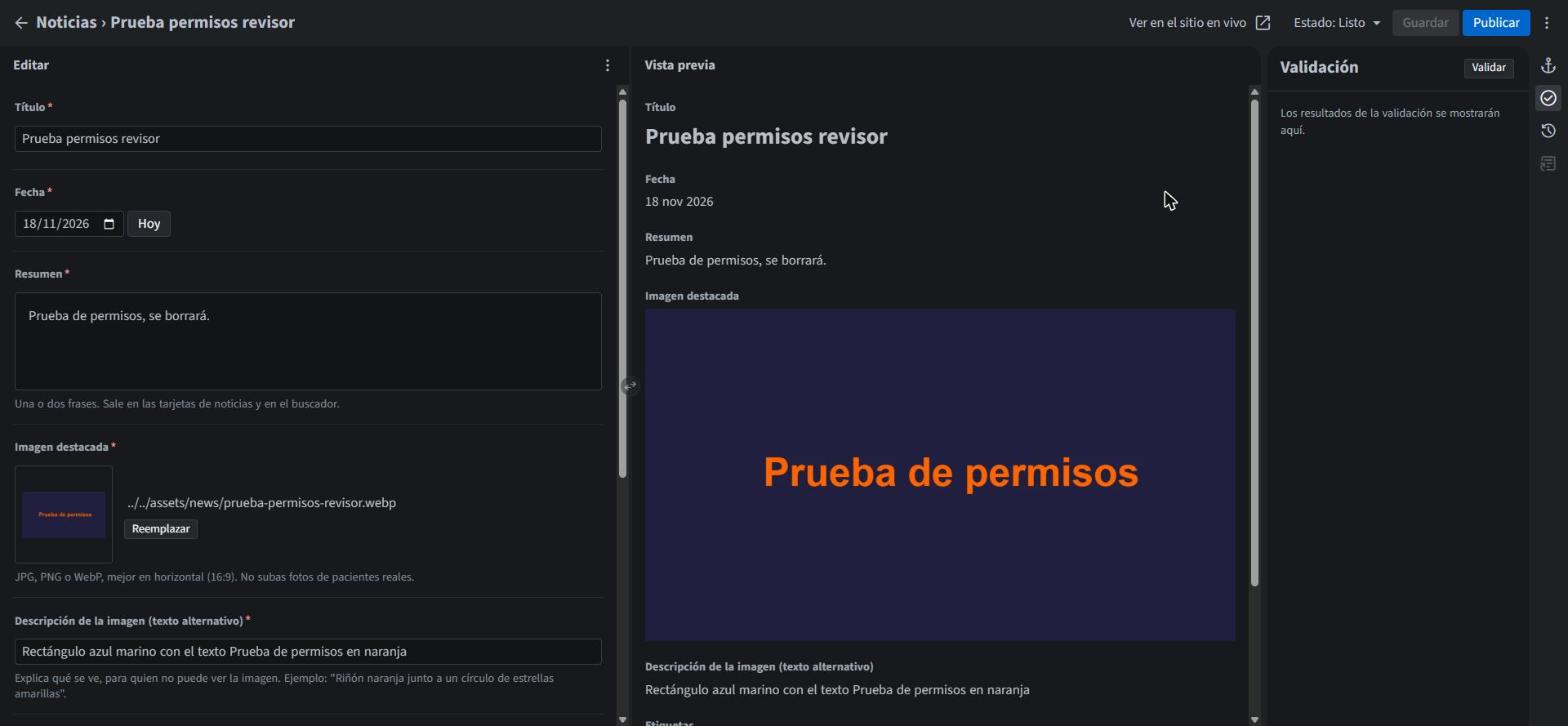 Noticias › Prueba permisos revisor
Ver en el sitio en vivo
Estado: Listo
Guardar
Publicar
Editar
Título *
Prueba permisos revisor
Fecha *
18/11/2026
Hoy
Resumen *
Prueba de permisos, se borrará.
Una o dos frases. Sale en las tarjetas de noticias y en el buscador.
Imagen destacada *
Prueba de permisos
../../assets/news/prueba-permisos-revisor.webp
Reemplazar
JPG, PNG o WebP, mejor en horizontal (16:9). No subas fotos de pacientes reales.
Descripción de la imagen (texto alternativo) *
Rectángulo azul marino con el texto Prueba de permisos en naranja
Explica qué se ve, para quien no puede ver la imagen. Ejemplo: "Riñón naranja junto a un círculo de estrellas
amarillas".
Vista previa
Título
Prueba permisos revisor
Fecha
18 nov 2026
Resumen
Prueba de permisos, se borrará.
Imagen destacada
Prueba de permisos
Descripción de la imagen (texto alternativo)
Rectángulo azul marino con el texto Prueba de permisos en naranja
Etiquetas
Validación
Validar
Los resultados de la validación se mostrarán
aquí.